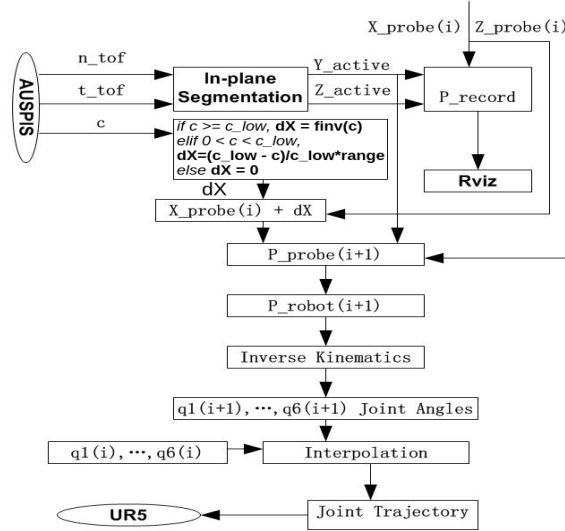 X_probe(i) Z_probe(i)
AUSPIS
n_tof
t_tof
c
In-plane
Segmentation
Y_active
Z_active
P_record
Rviz
if c >= c_low, dX = finv(c)
elif 0 < c < c_low,
dX=(c_low - c)/c_low*range
else dX = 0
dX
X_probe(i) + dX
P_probe(i+1)
P_robot(i+1)
Inverse Kinematics
q1(i+1),⋯,q6(i+1) Joint Angles
q1(i),⋯,q6(i)
Interpolation
UR5
Joint Trajectory